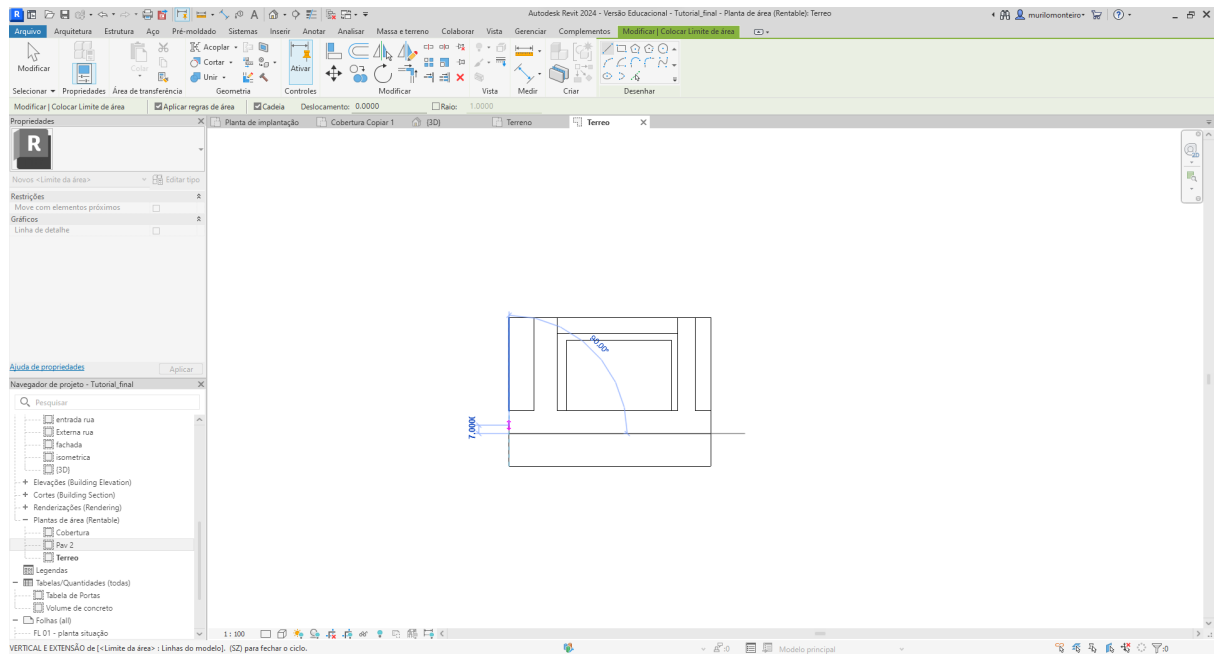 Autodesk Revit 2024 - Versão Educacional - Tutorial_final - Planta de área (Rentable): Terreo
murilomonteiro
Arquivo Arquitetura Estrutura Aço Pré-moldado Sistemas Inserir Anotar Analisar Massa e terreno Colaborar Vista Gerenciar Complementos Modificar | Colocar Limite de área
Modificar
Colar
Acoplar
Cortar
Unir
Ativar
Selecionar Propriedades Área de transferência Geometria Controles Modificar Vista Medir Criar Desenhar
Modificar | Colocar Limite de área Aplicar regras de área Cadeia Deslocamento: 0.0000 Raio: 1.0000
Propriedades
Planta de implantação Cobertura Copiar 1 {3D} Terreno Terreo
R
Novos <Limite da área> Editar tipo
Restrições
Move com elementos próximos
Gráficos
Linha de detalhe
90.00°
7.000
Ajuda de propriedades Aplicar
Navegador de projeto - Tutorial_final
Pesquisar
entrada rua
Externa rua
fachada
isometrica
{3D}
Elevações (Building Elevation)
Cortes (Building Section)
Renderizações (Rendering)
Plantas de área (Rentable)
Cobertura
Pav 2
Terreo
Legendas
Tabelas/Quantidades (todas)
Tabela de Portas
Volume de concreto
Folhas (all)
FL 01 - planta situação
1 : 100
VERTICAL E EXTENSÃO de [<Limite da área> : Linhas do modelo]. (SZ) para fechar o ciclo.
:0 Modelo principal :0